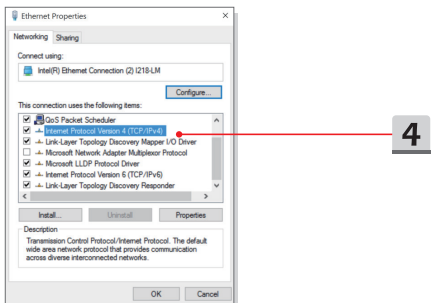 Ethernet Properties
Networking Sharing
Connect using:
Intel(R) Ethernet Connection (2) I218-LM
Configure...
This connection uses the following items:
QoS Packet Scheduler
Internet Protocol Version 4 (TCP/IPv4)
Link-Layer Topology Discovery Mapper I/O Driver
Microsoft Network Adapter Multiplexor Protocol
Microsoft LLDP Protocol Driver
Internet Protocol Version 6 (TCP/IPv6)
Link-Layer Topology Discovery Responder
Install... Uninstall Properties
Description
Transmission Control Protocol/Internet Protocol. The default
wide area network protocol that provides communication
across diverse interconnected networks.
OK Cancel
4